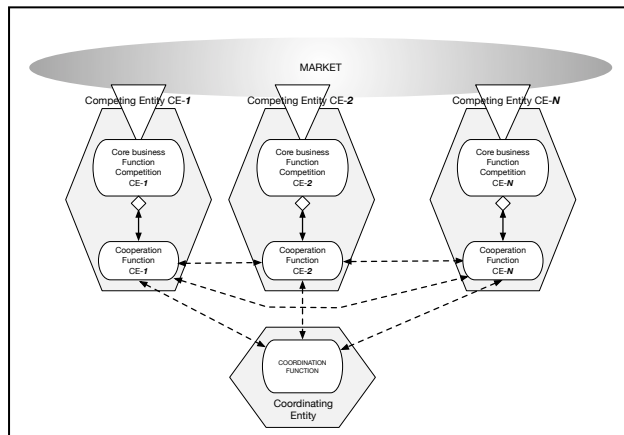 MARKET
Competing Entity CE-1
Competing Entity CE-2
Competing Entity CE-N
Core business
Function
Competition
CE-1
Core business
Function
Competition
CE-2
Core business
Function
Competition
CE-N
Cooperation
Function
CE-1
Cooperation
Function
CE-2
Cooperation
Function
CE-N
COORDINATION
FUNCTION
Coordinating
Entity